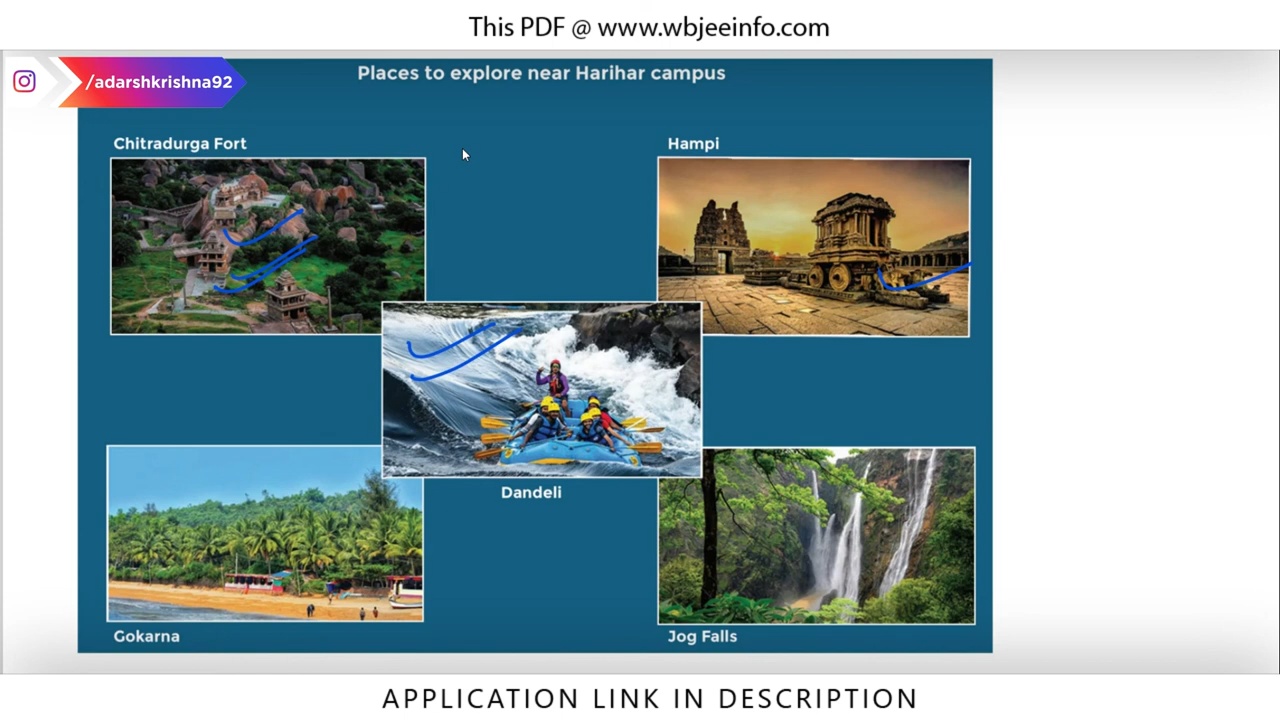 This PDF @ www.wbjeeinfo.com
/adarshkrishna92
Places to explore near Harihar campus
Chitradurga Fort
Hampi
Dandeli
Gokarna
Jog Falls
APPLICATION LINK IN DESCRIPTION